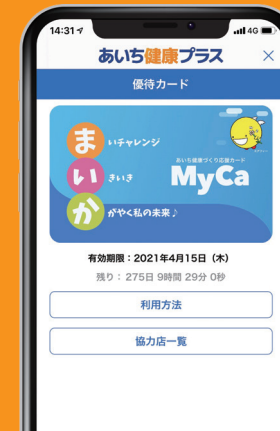 14:31
4G
あいち健康プラス
×
優待カード
まいチャレンジ
いきいき
かがやく私の未来♪
あいち健康づくり応援カード
MyCa
有効期限：2021年4月15日（木）
残り：275日 9時間 29分 0秒
利用方法
協力店一覧